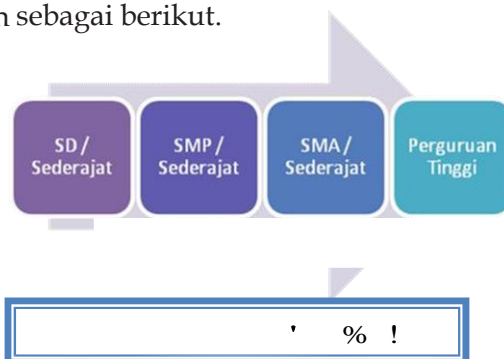 n sebagai berikut.
SD/
Sederajat
SMP/
Sederajat
SMA/
Sederajat
Perguruan
Tinggi
' % !